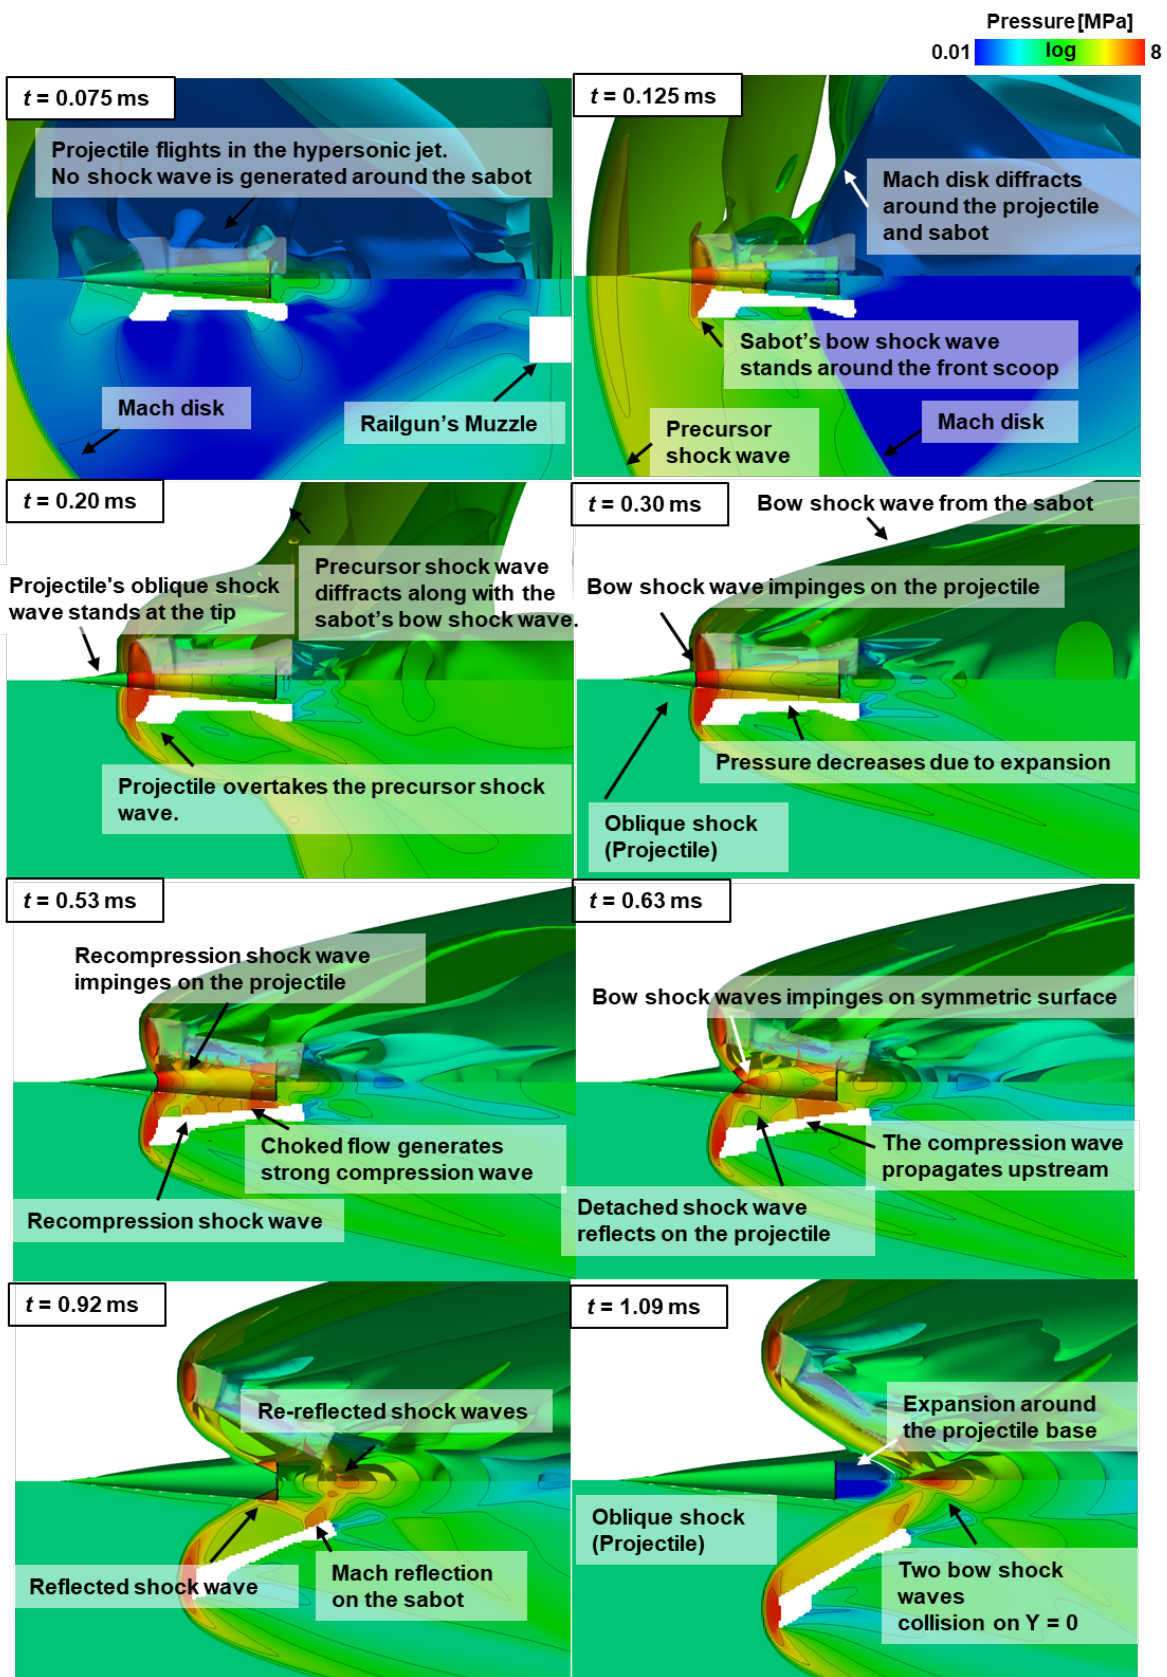 Pressure [MPa]
0.01 log 8
t = 0.075 ms
Projectile flights in the hypersonic jet.
No shock wave is generated around the sabot
Mach disk
Railgun's Muzzle
t = 0.125 ms
Mach disk diffracts
around the projectile
and sabot
Sabot's bow shock wave
stands around the front scoop
Precursor
shock wave
Mach disk
t = 0.20 ms
Projectile's oblique shock
wave stands at the tip
Precursor shock wave
diffracts along with the
sabot's bow shock wave.
Projectile overtakes the precursor shock
wave.
t = 0.30 ms
Bow shock wave from the sabot
Bow shock wave impinges on the projectile
Pressure decreases due to expansion
Oblique shock
(Projectile)
t = 0.53 ms
Recompression shock wave
impinges on the projectile
Choked flow generates
strong compression wave
Recompression shock wave
t = 0.63 ms
Bow shock waves impinges on symmetric surface
The compression wave
propagates upstream
Detached shock wave
reflects on the projectile
t = 0.92 ms
Re-reflected shock waves
Reflected shock wave
Mach reflection
on the sabot
t = 1.09 ms
Expansion around
the projectile base
Oblique shock
(Projectile)
Two bow shock
waves
collision on Y = 0